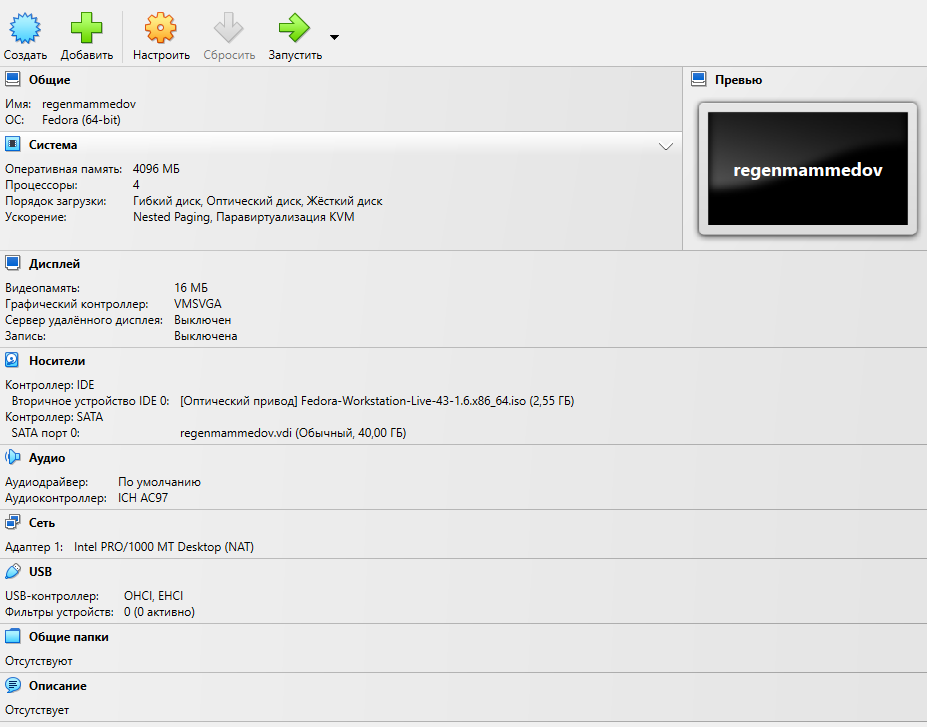 Создать Добавить Настроить Сбросить Запустить
Общие
Имя: regenmammedov
ОС: Fedora (64-bit)
Превью
regenmammedov
Система
Оперативная память: 4096 МБ
Процессоры: 4
Порядок загрузки: Гибкий диск, Оптический диск, Жёсткий диск
Ускорение: Nested Paging, Паравиртуализация KVM
Дисплей
Видеопамять: 16 МБ
Графический контроллер: VMSVGA
Сервер удалённого дисплея: Выключен
Запись: Выключена
Носители
Контроллер: IDE
Вторичное устройство IDE 0: [Оптический привод] Fedora-Workstation-Live-43-1.6.x86_64.iso (2,55 ГБ)
Контроллер: SATA
SATA порт 0: regenmammedov.vdi (Обычный, 40,00 ГБ)
Аудио
Аудиодрайвер: По умолчанию
Аудиоконтроллер: ICH AC97
Сеть
Адаптер 1: Intel PRO/1000 MT Desktop (NAT)
USB
USB-контроллер: OHCI, EHCI
Фильтры устройств: 0 (0 активно)
Общие папки
Отсутствуют
Описание
Отсутствует